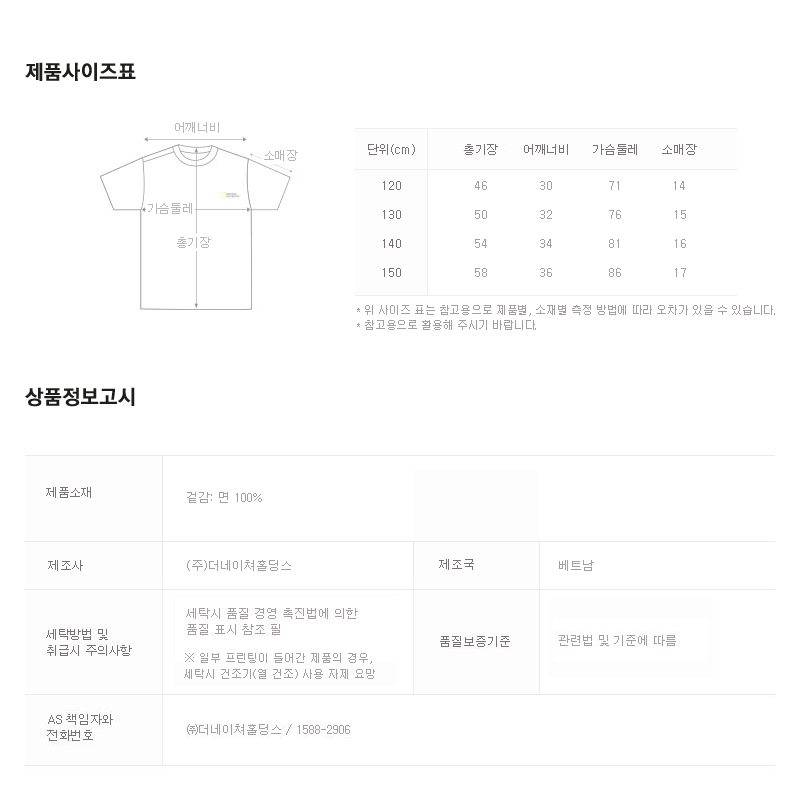 제품사이즈표
어깨너비
소매장
가슴둘레
총기장
단위(cm) 총기장 어깨너비 가슴둘레 소매장
120 46 30 71 14
130 50 32 76 15
140 54 34 81 16
150 58 36 86 17
* 위 사이즈 표는 참고용으로 제품별, 소재별 측정 방법에 따라 오차가 있을 수 있습니다.
* 참고용으로 활용해 주시기 바랍니다.
상품정보고시
제품소재 겉감: 면 100%
제조사 (주)더네이쳐홀딩스 제조국 베트남
세탁방법 및
취급시 주의사항
세탁시 품질 경영 촉진법에 의한
품질 표시 참조 필
※ 일부 프린팅이 들어간 제품의 경우,
세탁시 건조기(열 건조) 사용 자제 요망
품질보증기준 관련법 및 기준에 따름
AS 책임자와
전화번호
㈜더네이쳐홀딩스 / 1588-2906